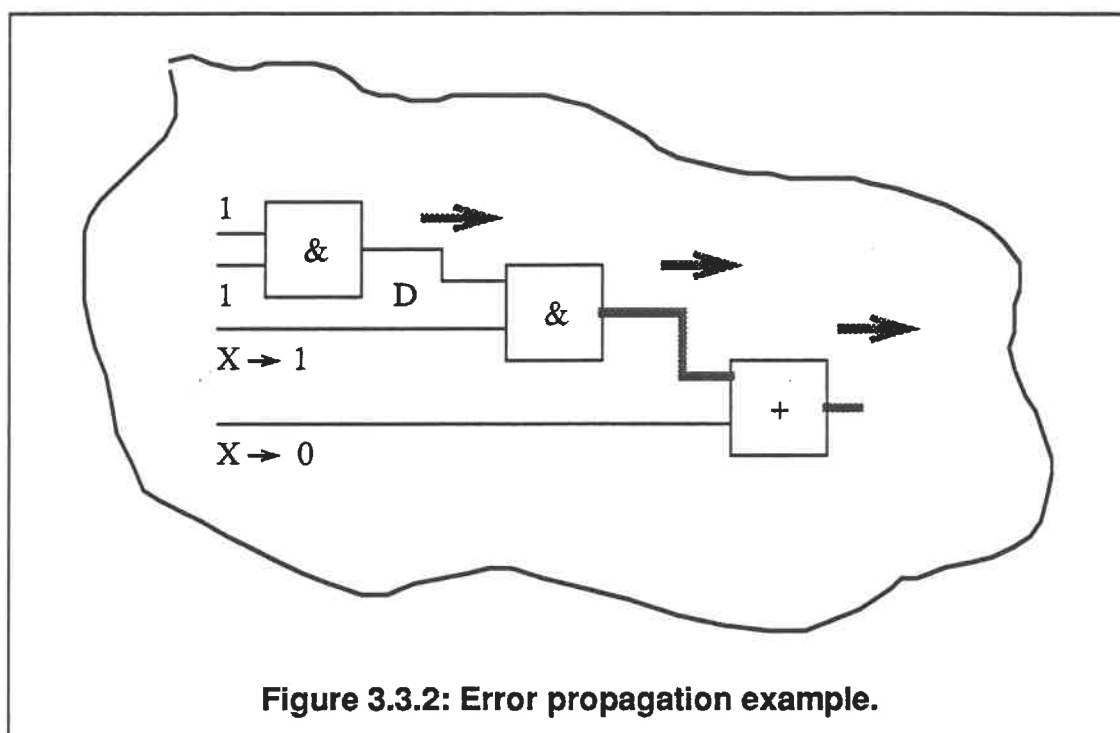 1
&
1
D
&
X → 1
+
X → 0
Figure 3.3.2: Error propagation example.